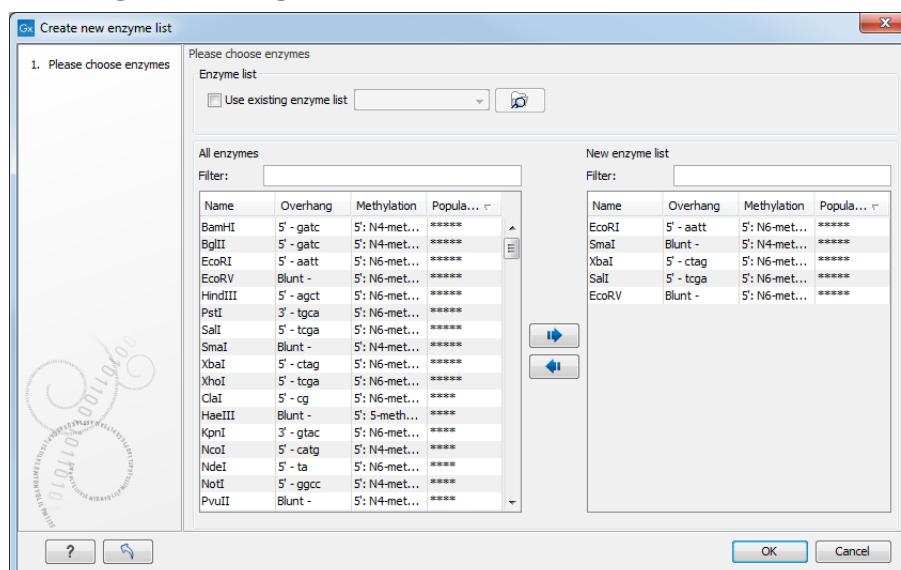 Gx Create new enzyme list
1. Please choose enzymes
Please choose enzymes
Enzyme list
Use existing enzyme list
All enzymes
Filter:
Name Overhang Methylation Popula...
BamHI 5' - gatc 5': N4-met... *****
BglII 5' - gatc 5': N4-met... *****
EcoRI 5' - aatt 5': N6-met... *****
EcoRV Blunt - 5': N6-met... *****
HindIII 5' - agct 5': N6-met... *****
PstI 3' - tgca 5': N6-met... *****
SalI 5' - tcga 5': N6-met... *****
SmaI Blunt - 5': N4-met... *****
XbaI 5' - ctag 5': N6-met... *****
XhoI 5' - tcga 5': N6-met... *****
ClaI 5' - cg 5': N6-met... ****
HaeIII Blunt - 5': 5-meth... ****
KpnI 3' - gtac 5': N6-met... ****
NcoI 5' - catg 5': N4-met... ****
NdeI 5' - ta 5': N6-met... ****
NotI 5' - ggcc 5': N4-met... ****
PvuII Blunt - 5': N4-met... ****
New enzyme list
Filter:
Name Overhang Methylation Popula...
EcoRI 5' - aatt 5': N6-met... *****
SmaI Blunt - 5': N4-met... *****
XbaI 5' - ctag 5': N6-met... *****
SalI 5' - tcga 5': N6-met... *****
EcoRV Blunt - 5': N6-met... *****
?
OK Cancel